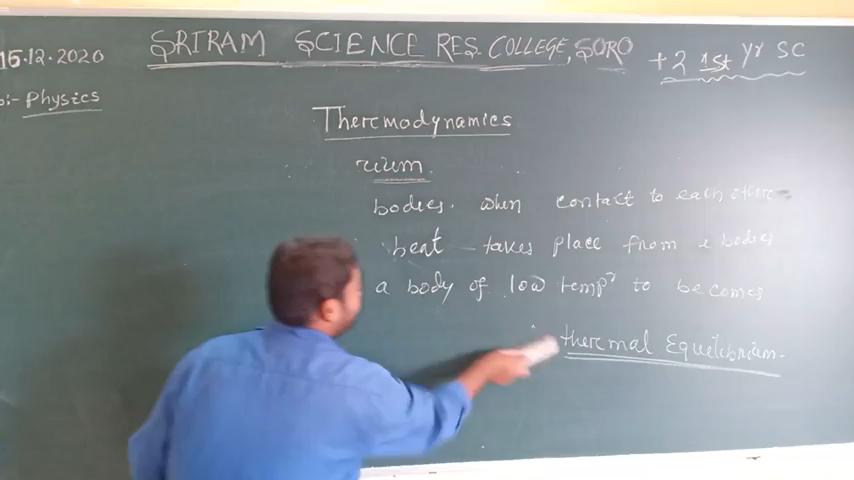 15.12.2020 SRIRAM SCIENCE RES. COLLEGE, SORO +2 1st yr SC
:- Physics
Thermodynamics
rium.
bodies. when contact to each other
heat takes place from bodies
a body of low temp^r to becomes
thermal Equilibrium.